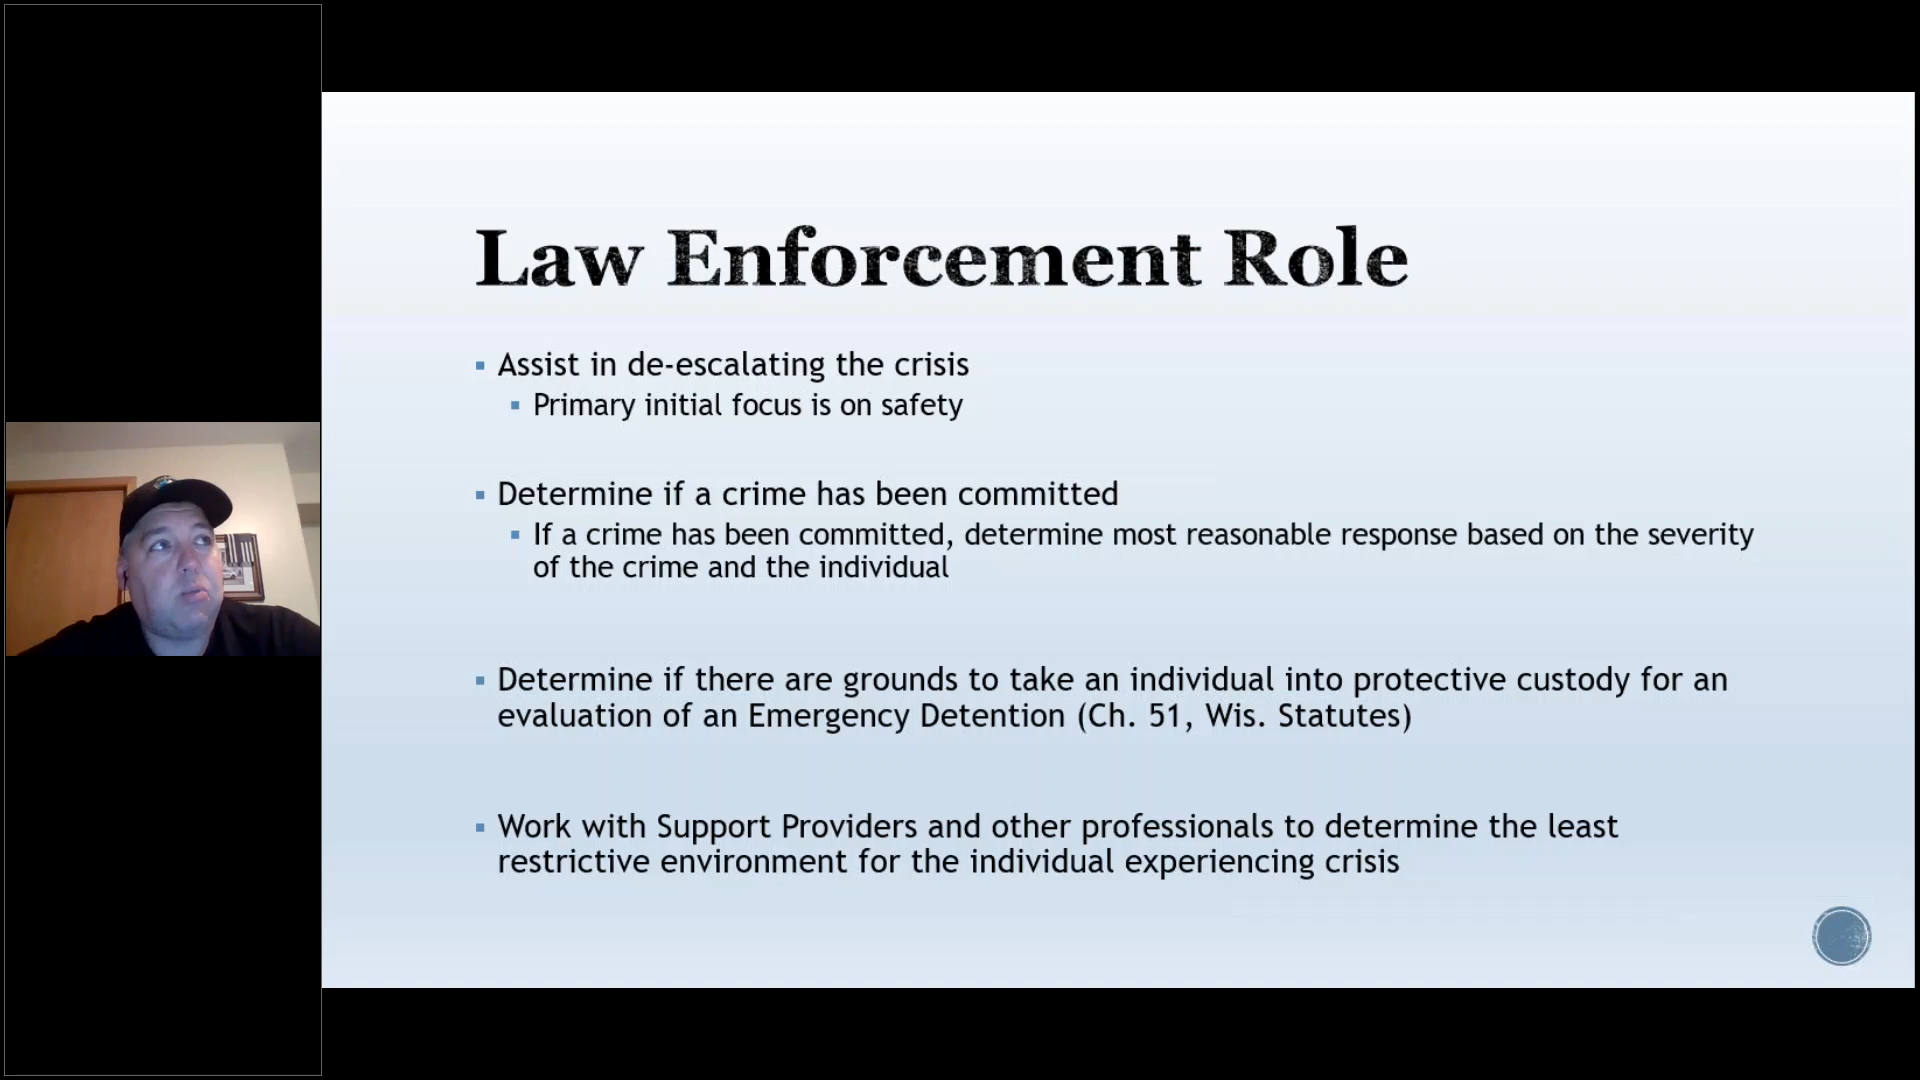 Law Enforcement Role
Assist in de-escalating the crisis
Primary initial focus is on safety
Determine if a crime has been committed
If a crime has been committed, determine most reasonable response based on the severity
of the crime and the individual
Determine if there are grounds to take an individual into protective custody for an
evaluation of an Emergency Detention (Ch. 51, Wis. Statutes)
Work with Support Providers and other professionals to determine the least
restrictive environment for the individual experiencing crisis